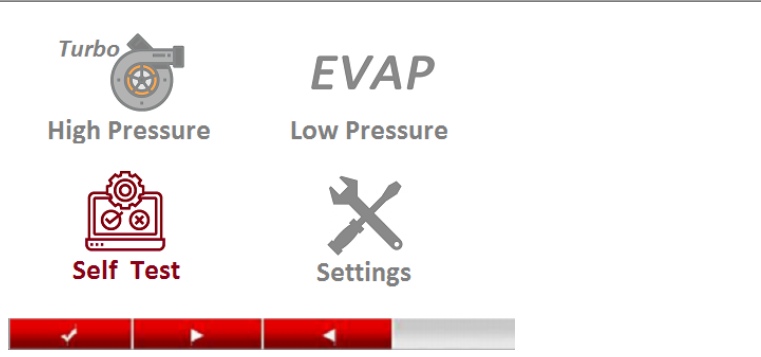 Turbo
EVAP
High Pressure
Low Pressure
Self Test
Settings